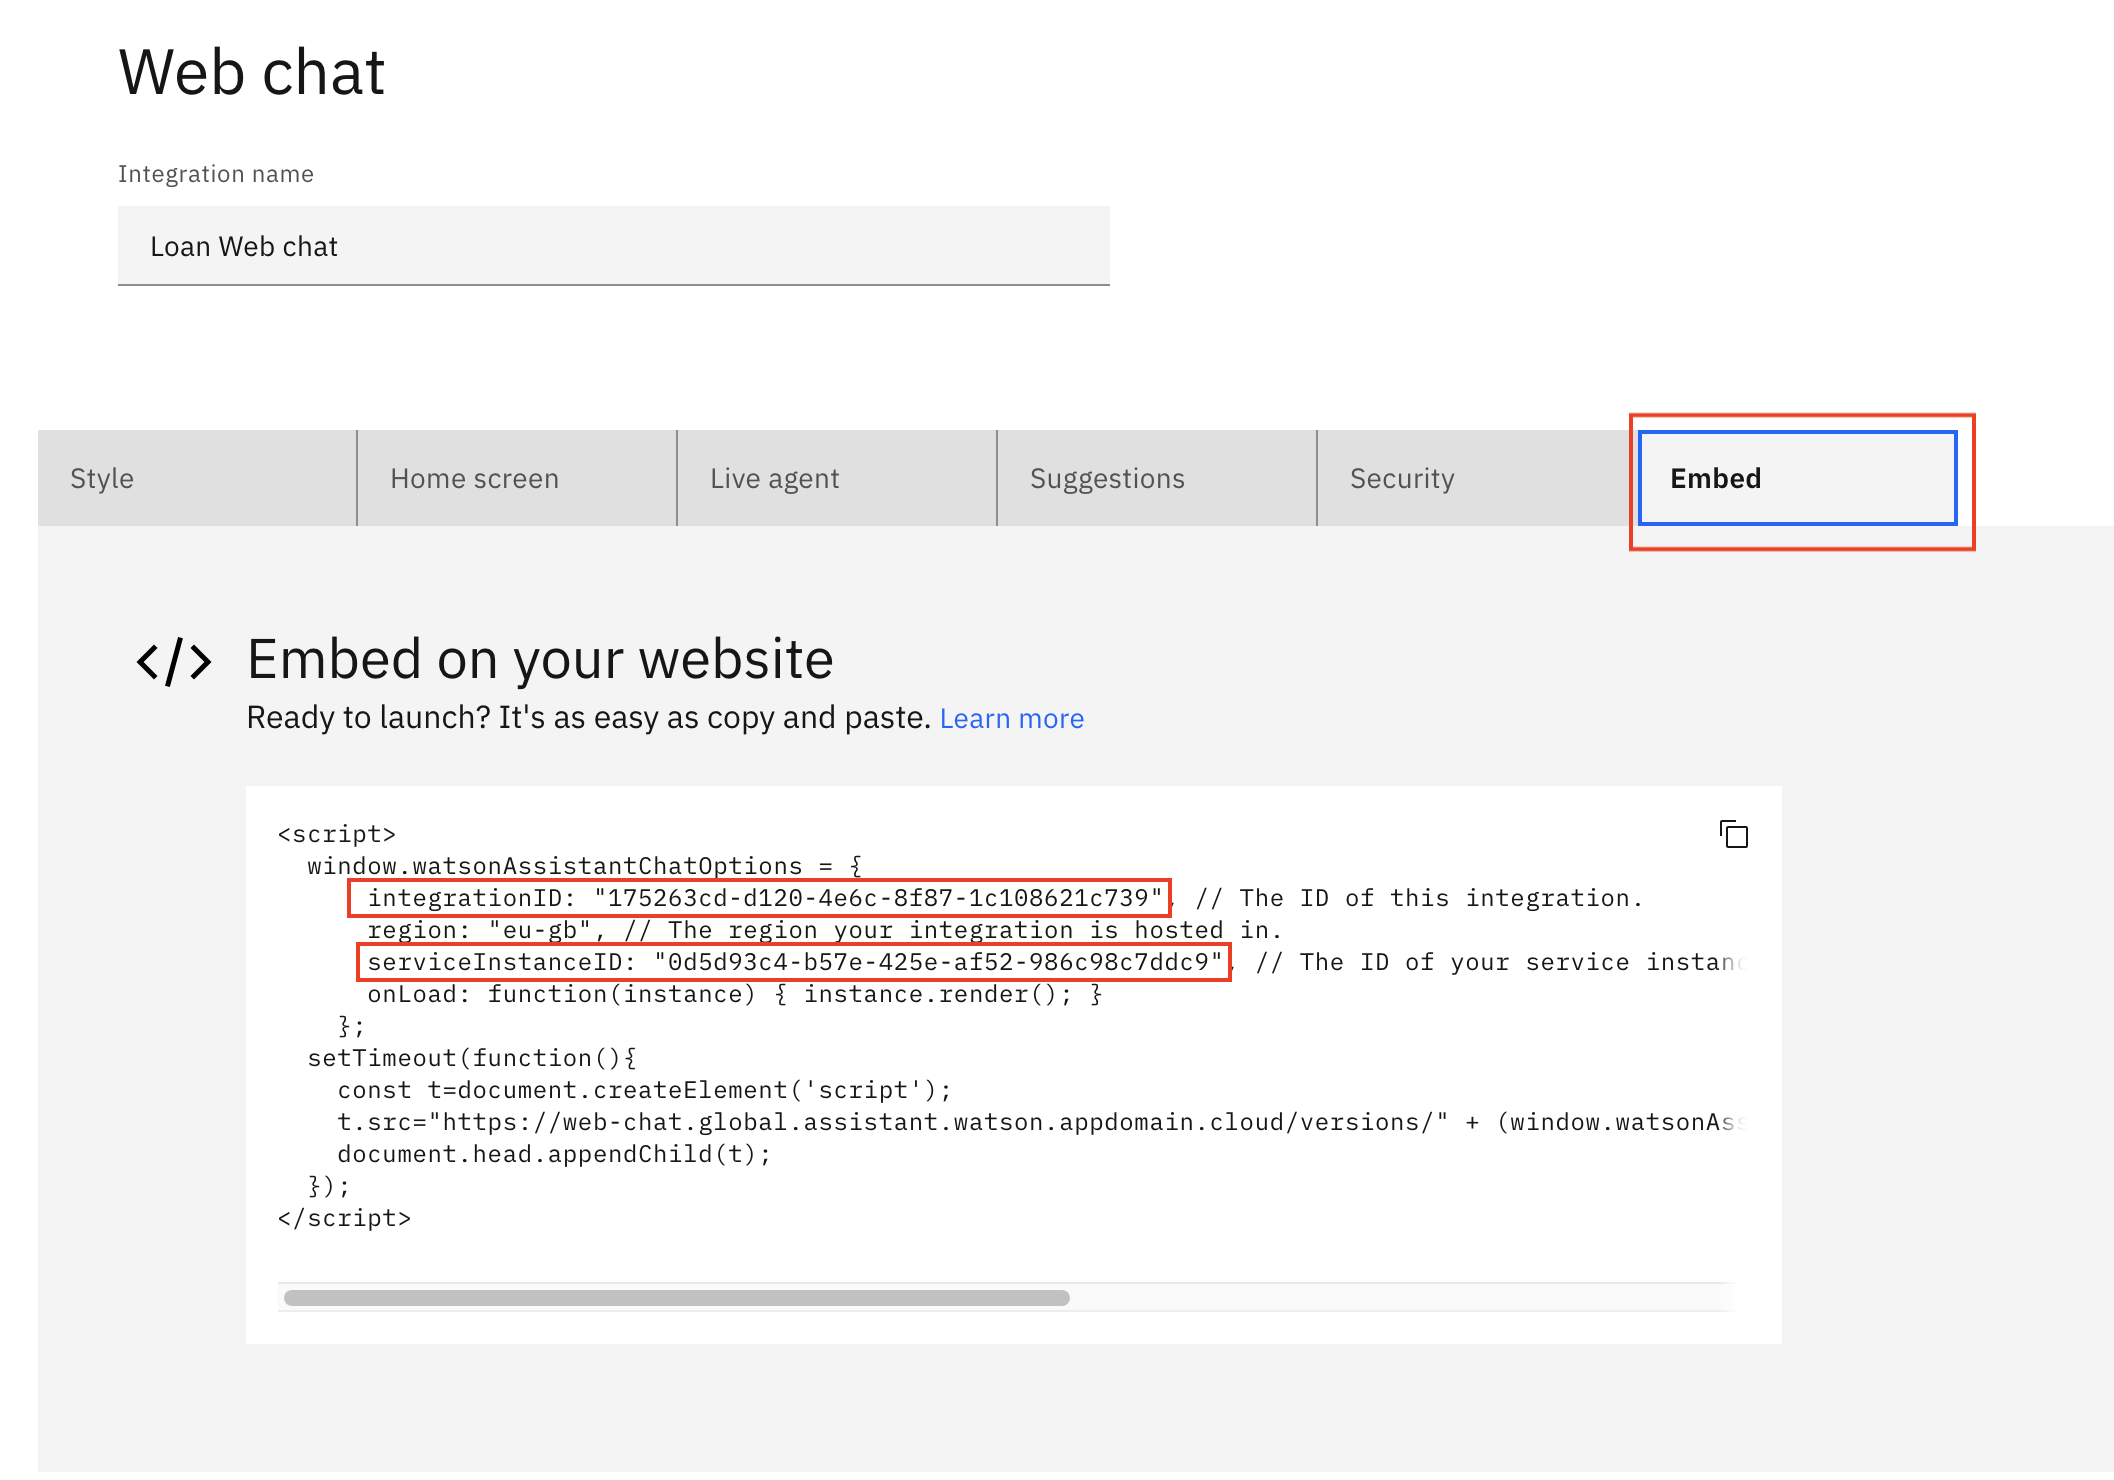 Web chat
Integration name
Loan Web chat
Style Home screen Live agent Suggestions Security Embed
</> Embed on your website
Ready to launch? It's as easy as copy and paste. Learn more
<script>
  window.watsonAssistantChatOptions = {
      integrationID: "175263cd-d120-4e6c-8f87-1c108621c739", // The ID of this integration.
      region: "eu-gb", // The region your integration is hosted in.
      serviceInstanceID: "0d5d93c4-b57e-425e-af52-986c98c7ddc9", // The ID of your service instanc
      onLoad: function(instance) { instance.render(); }
    };
  setTimeout(function(){
    const t=document.createElement('script');
    t.src="https://web-chat.global.assistant.watson.appdomain.cloud/versions/" + (window.watsonAss
    document.head.appendChild(t);
  });
</script>